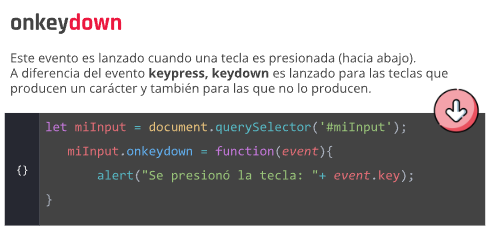 onkeydown
Este evento es lanzado cuando una tecla es presionada (hacia abajo).
A diferencia del evento keypress, keydown es lanzado para las teclas que
producen un carácter y también para las que no lo producen.
let miInput = document.querySelector('#miInput');
miInput.onkeydown = function(event){
{}
alert("Se presionó la tecla: "+ event.key);
}